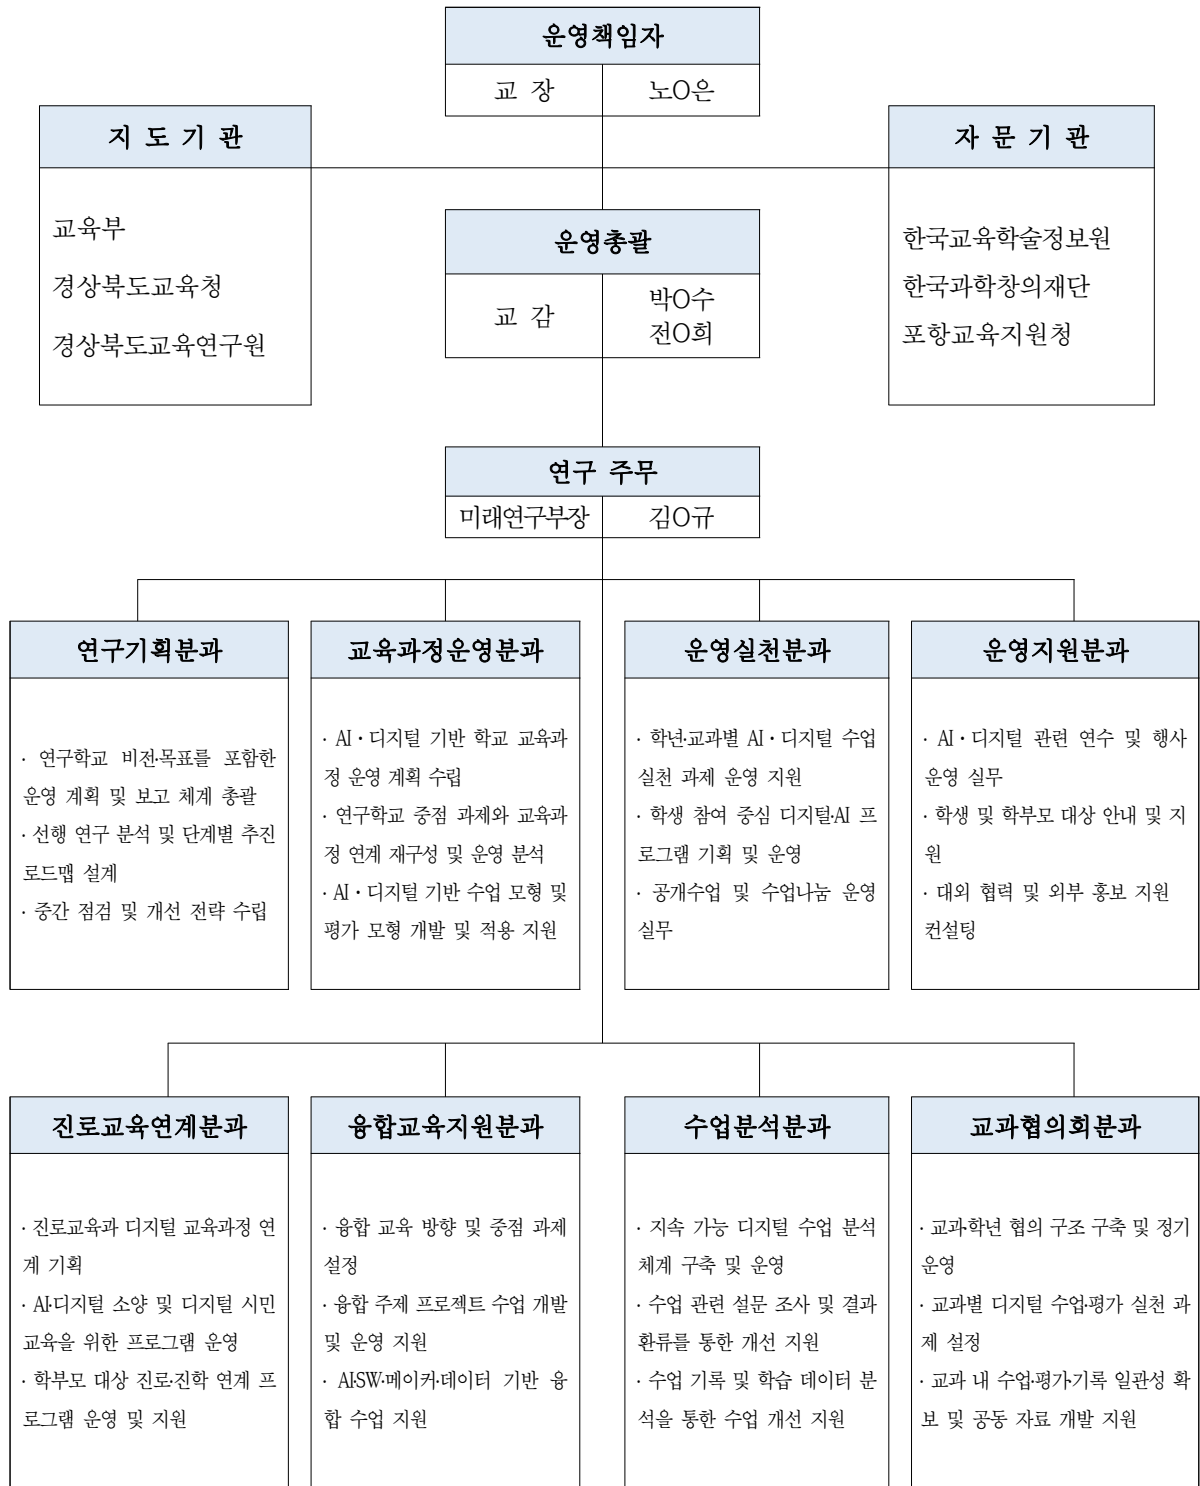 운영책임자
교 장
노O은
지 도 기 관
교육부
경상북도교육청
경상북도교육연구원
자 문 기 관
한국교육학술정보원
한국과학창의재단
포항교육지원청
운영총괄
교 감
박O수
전O희
연구 주무
미래연구부장
김O규
연구기획분과
· 연구학교 비전·목표를 포함한
운영 계획 및 보고 체계 총괄
· 선행 연구 분석 및 단계별 추진
로드맵 설계
· 중간 점검 및 개선 전략 수립
교육과정운영분과
· AI·디지털 기반 학교 교육과
정 운영 계획 수립
· 연구학교 중점 과제와 교육과
정 연계 재구성 및 운영 분석
· AI·디지털 기반 수업 모형 및
평가 모형 개발 및 적용 지원
운영실천분과
· 학년·교과별 AI·디지털 수업
실천 과제 운영 지원
· 학생 참여 중심 디지털·AI 프
로그램 기획 및 운영
· 공개수업 및 수업나눔 운영
실무
운영지원분과
· AI·디지털 관련 연수 및 행사
운영 실무
· 학생 및 학부모 대상 안내 및 지
원
· 대외 협력 및 외부 홍보 지원
컨설팅
진로교육연계분과
· 진로교육과 디지털 교육과정 연
계 기획
· AI·디지털 소양 및 디지털 시민
교육을 위한 프로그램 운영
· 학부모 대상 진로·진학 연계 프
로그램 운영 및 지원
융합교육지원분과
· 융합 교육 방향 및 중점 과제
설정
· 융합 주제 프로젝트 수업 개발
및 운영 지원
· AI·SW·메이커·데이터 기반 융
합 수업 지원
수업분석분과
· 지속 가능 디지털 수업 분석
체계 구축 및 운영
· 수업 관련 설문 조사 및 결과
환류를 통한 개선 지원
· 수업 기록 및 학습 데이터 분
석을 통한 수업 개선 지원
교과협의회분과
· 교과·학년 협의 구조 구축 및 정기
운영
· 교과별 디지털 수업·평가 실천 과
제 설정
· 교과 내 수업·평가·기록 일관성 확
보 및 공동 자료 개발 지원